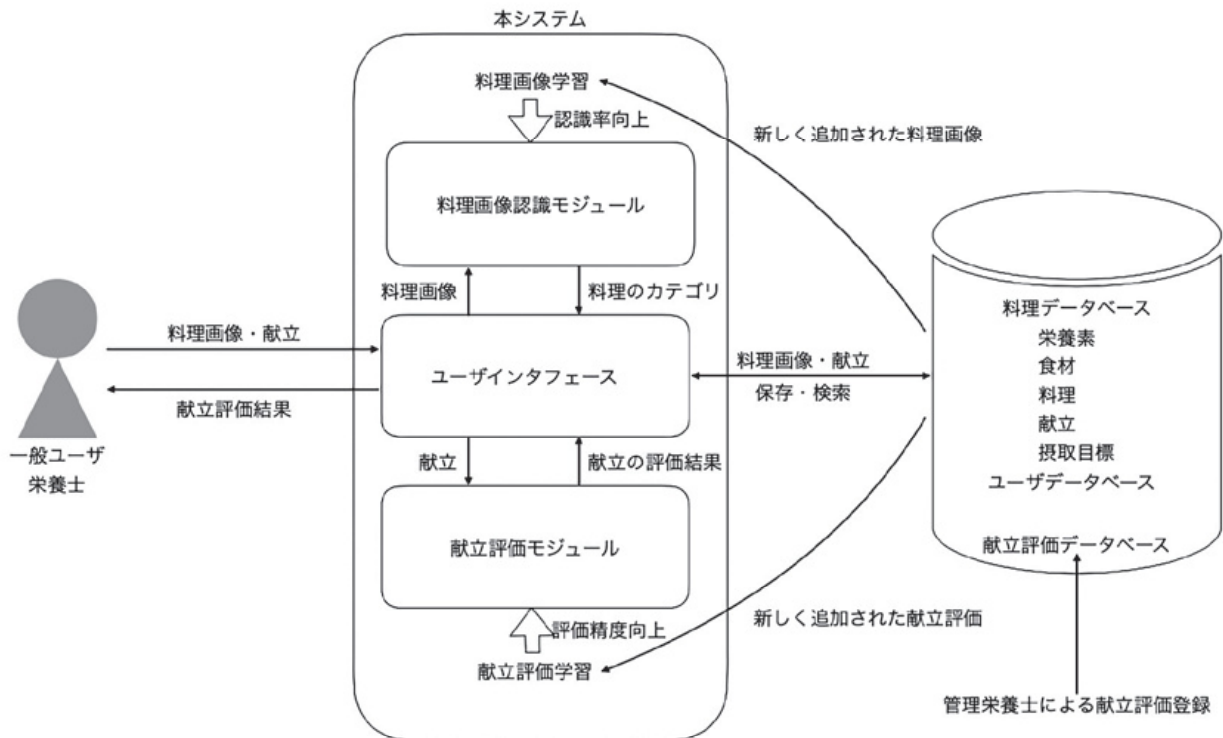 本システム
料理画像学習
認識率向上
新しく追加された料理画像
料理画像認識モジュール
料理画像
料理のカテゴリ
料理画像・献立
ユーザインタフェース
献立評価結果
一般ユーザ
栄養士
料理画像・献立
保存・検索
献立
献立の評価結果
献立評価モジュール
評価精度向上
献立評価学習
新しく追加された献立評価
料理データベース
栄養素
食材
料理
献立
摂取目標
ユーザデータベース
献立評価データベース
管理栄養士による献立評価登録